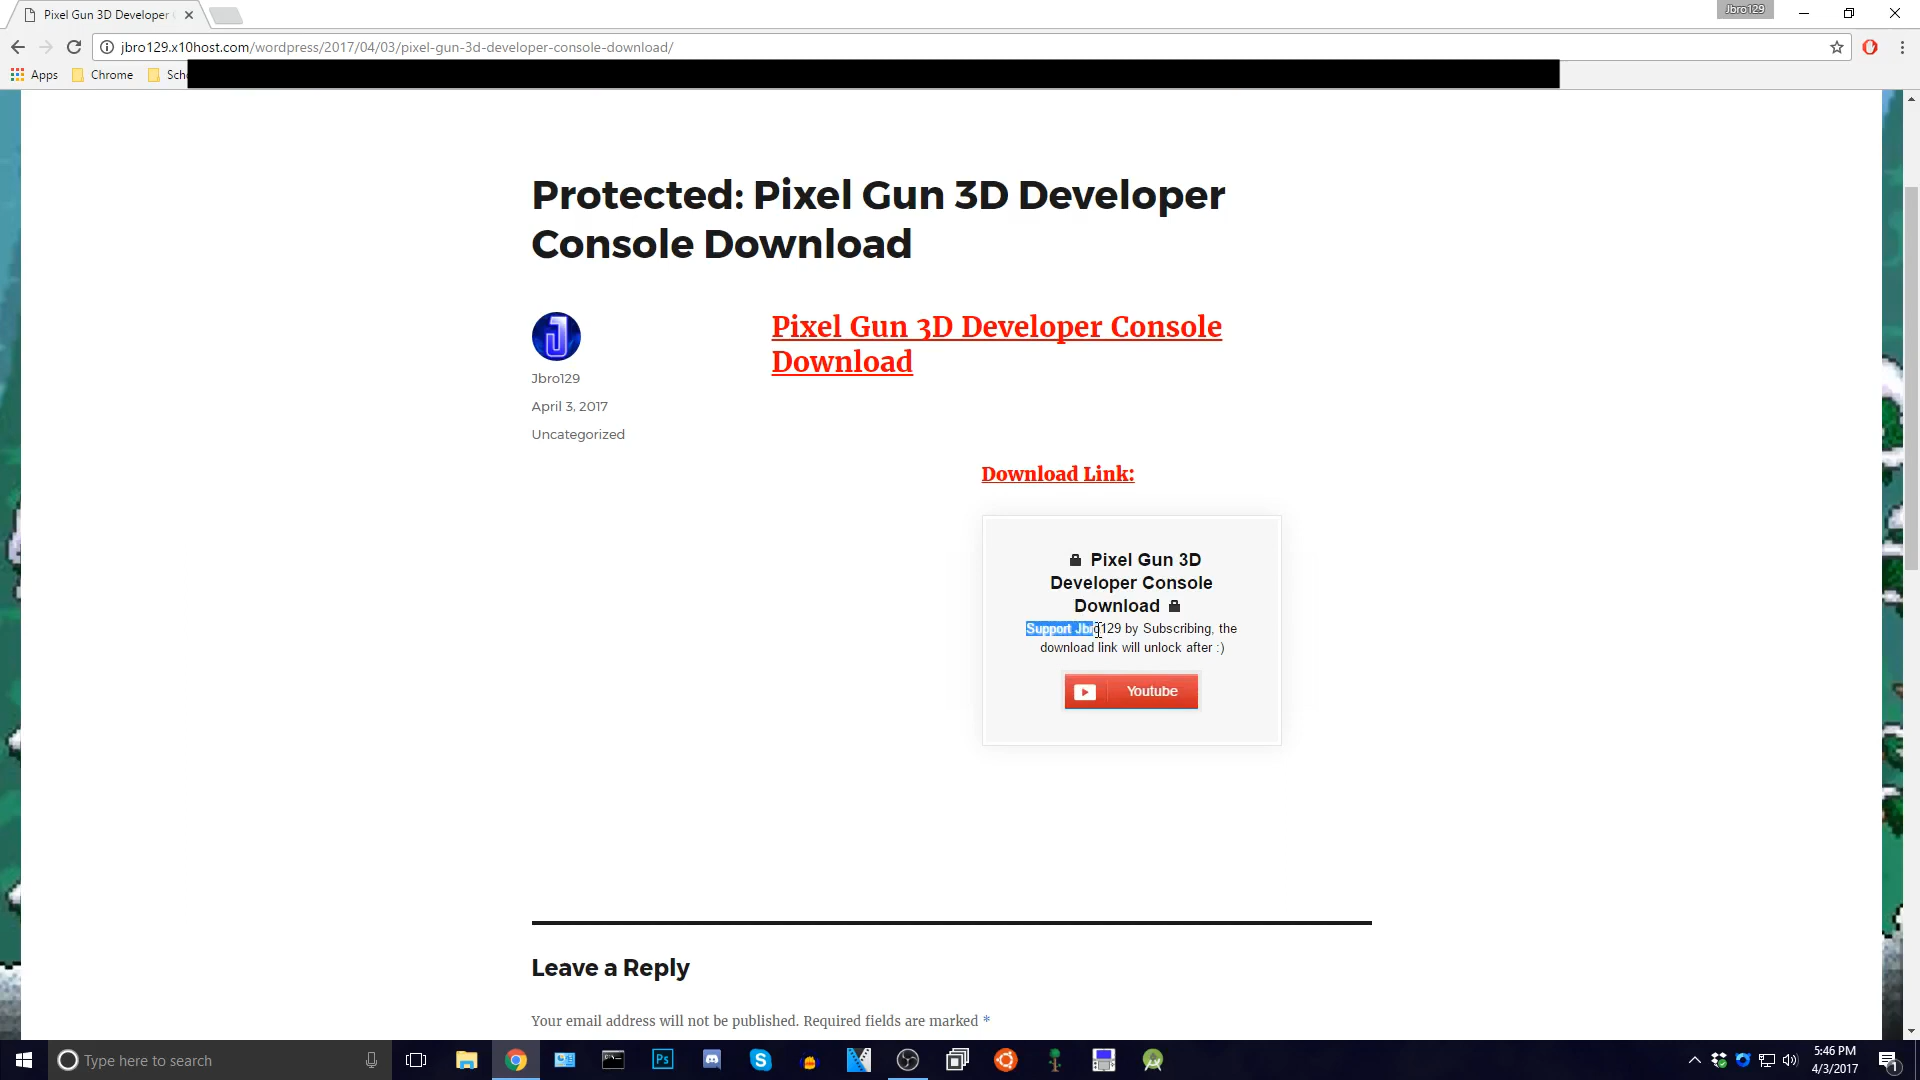 Pixel Gun 3D Developer
Jbro129
jbro129.x10host.com/wordpress/2017/04/03/pixel-gun-3d-developer-console-download/
Apps Chrome Sch
Protected: Pixel Gun 3D Developer
Console Download
Jbro129
April 3, 2017
Uncategorized
Pixel Gun 3D Developer Console
Download
Download Link:
Pixel Gun 3D
Developer Console
Download
Support Jbro129 by Subscribing, the
download link will unlock after :)
Youtube
Leave a Reply
Your email address will not be published. Required fields are marked *
Type here to search
Ps
5:46 PM
4/3/2017
1